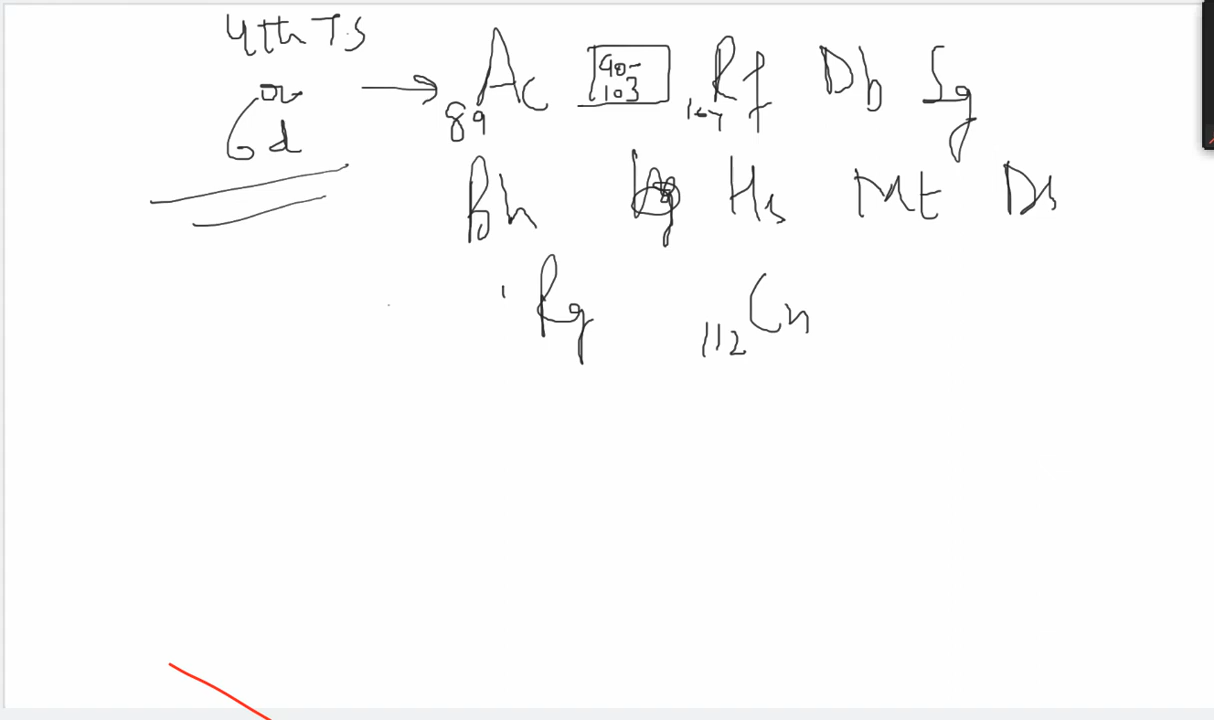 4th T.S
or
6d → 89Ac 90-103 104Rf Db Sg
Bh Hs Mt Ds
Rg 112Cn